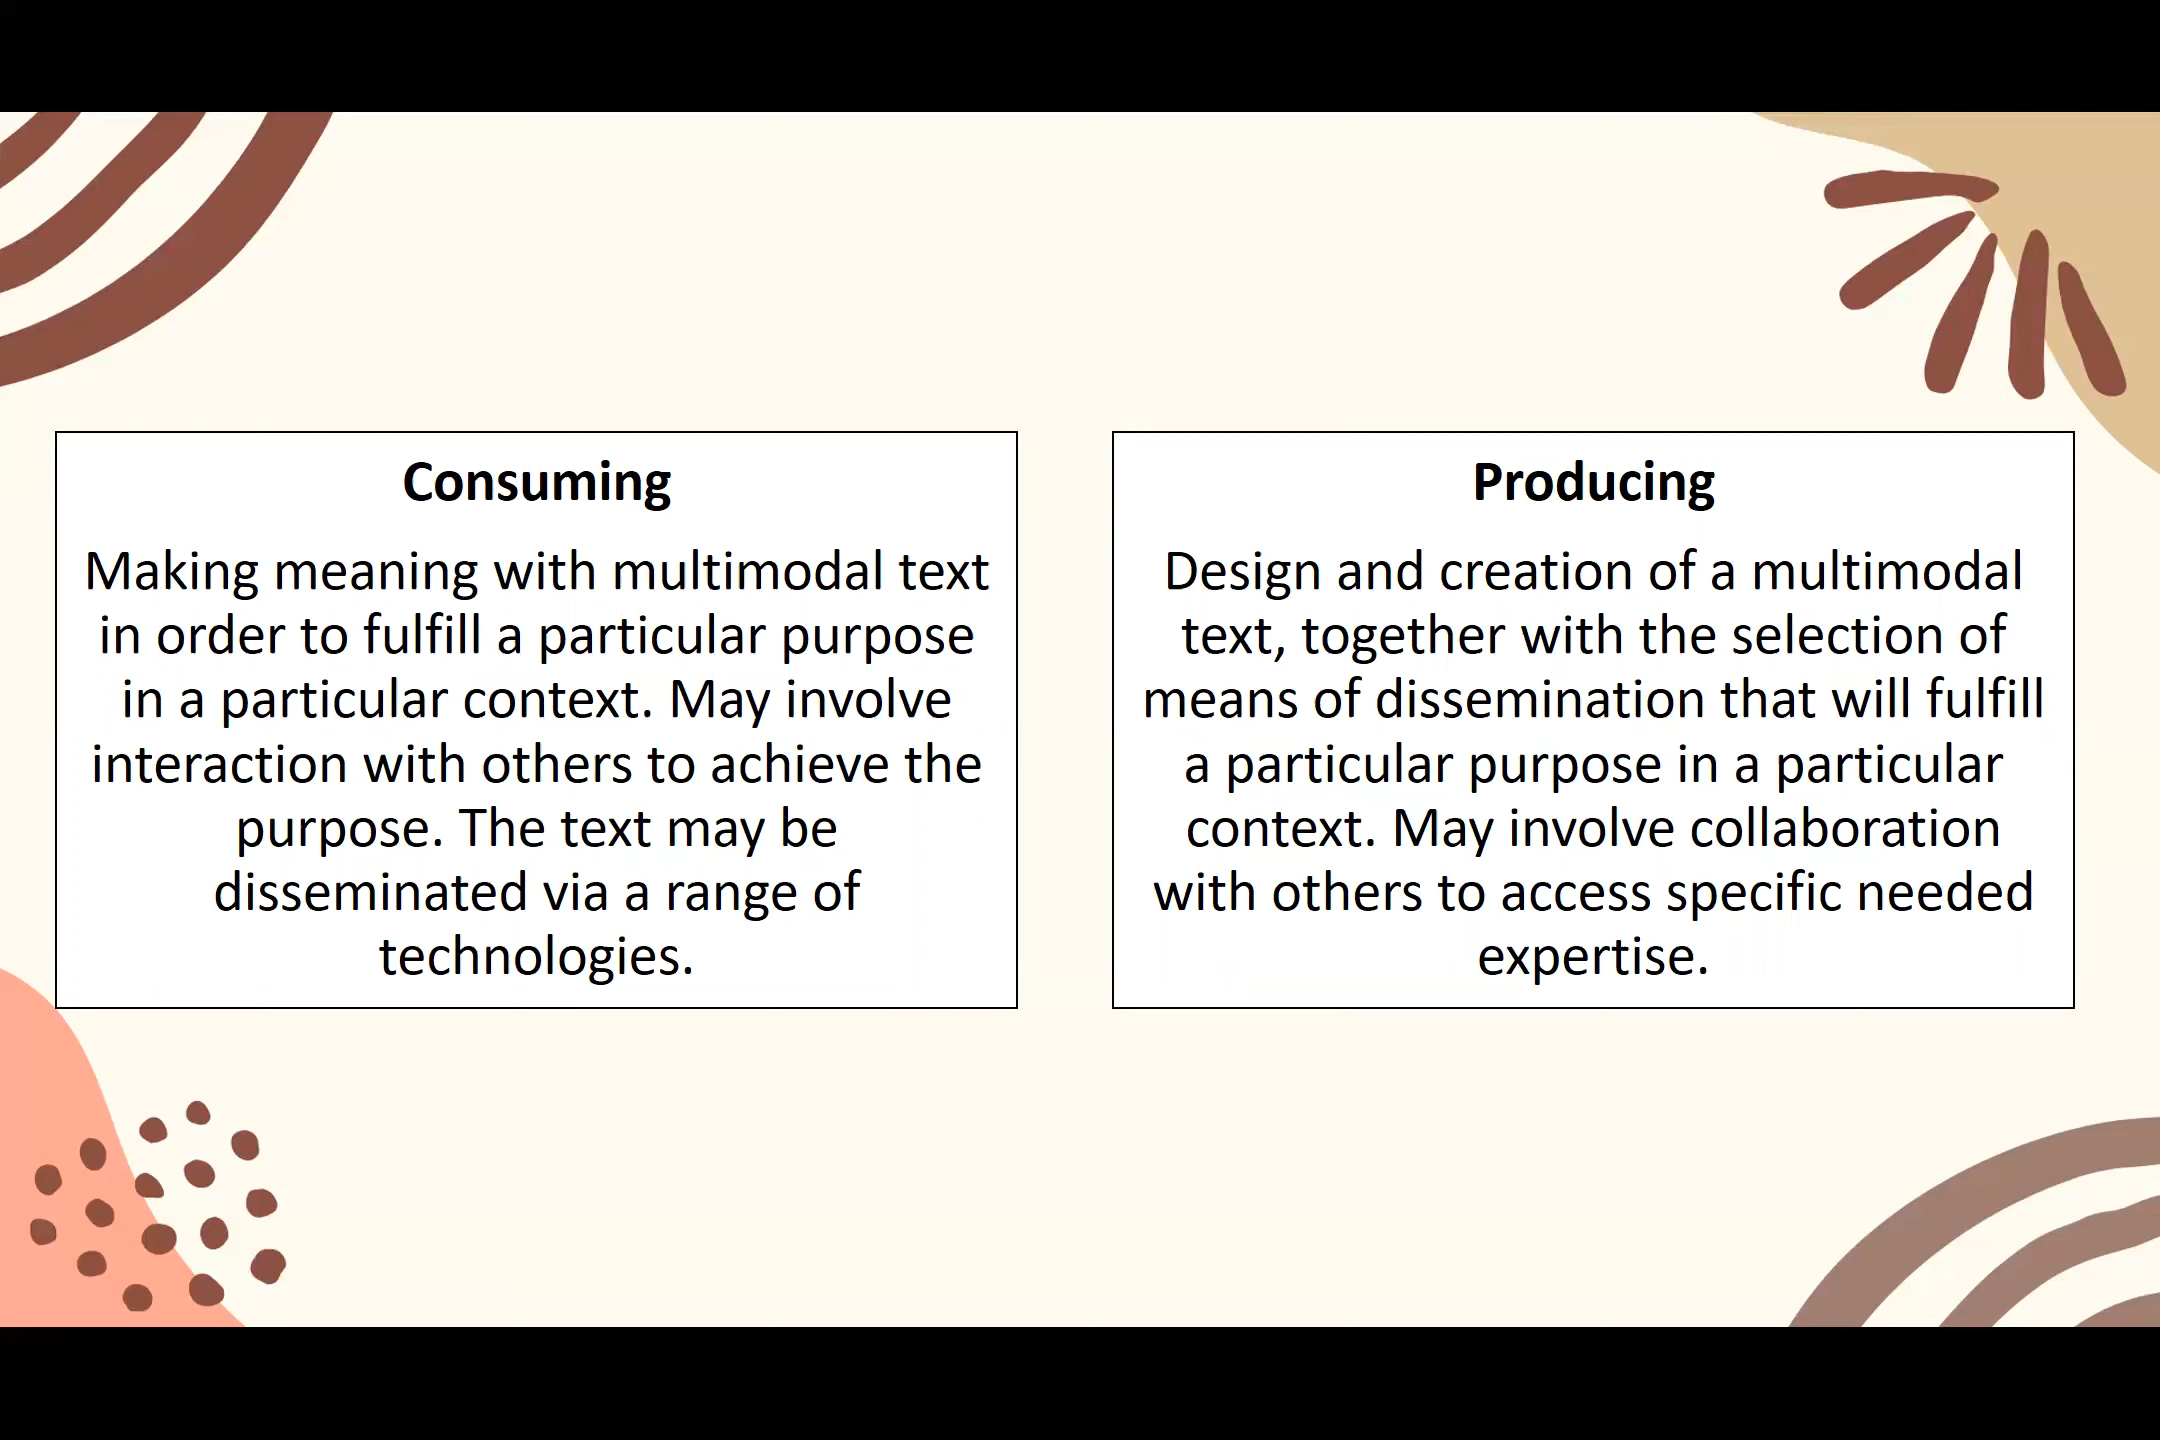 Consuming
Making meaning with multimodal text
in order to fulfill a particular purpose
in a particular context. May involve
interaction with others to achieve the
purpose. The text may be
disseminated via a range of
technologies.
Producing
Design and creation of a multimodal
text, together with the selection of
means of dissemination that will fulfill
a particular purpose in a particular
context. May involve collaboration
with others to access specific needed
expertise.